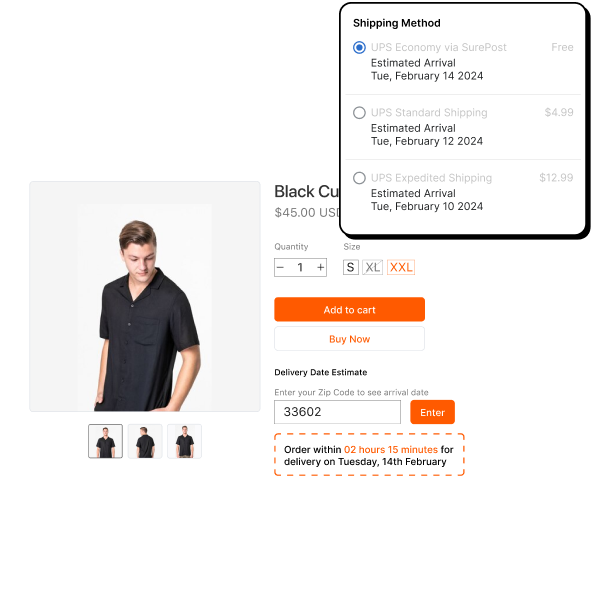 Shipping Method
UPS Economy via SurePost Free
Estimated Arrival
Tue, February 14 2024
UPS Standard Shipping $4.99
Estimated Arrival
Tue, February 12 2024
UPS Expedited Shipping $12.99
Estimated Arrival
Tue, February 10 2024
Black
$45.00 USD
Quantity Size
− 1 + S XL XXL
Add to cart
Buy Now
Delivery Date Estimate
Enter your Zip Code to see arrival date
33602 Enter
Order within 02 hours 15 minutes for
delivery on Tuesday, 14th February